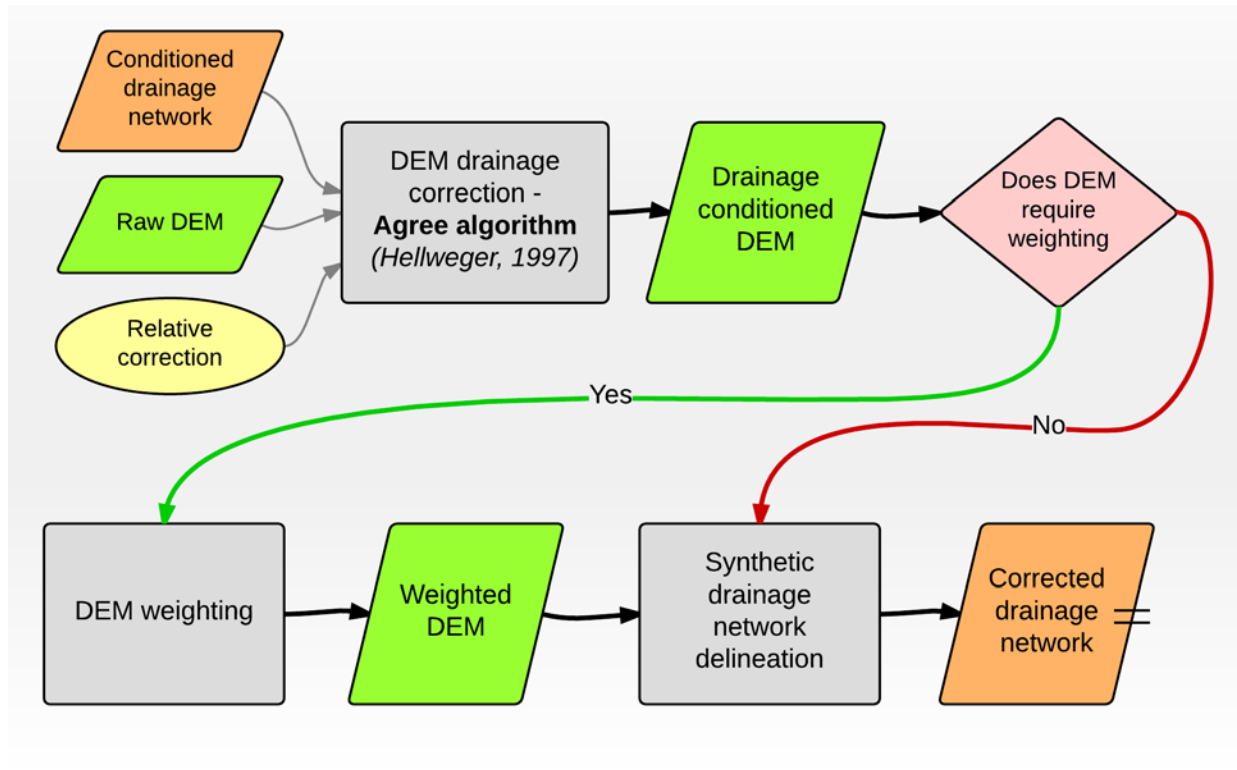 Conditioned
drainage
network
Raw DEM
Relative
correction
DEM drainage
correction -
Agree algorithm
(Hellweger, 1997)
Drainage
conditioned
DEM
Does DEM
require
weighting
Yes
No
DEM weighting
Weighted
DEM
Synthetic
drainage
network
delineation
Corrected
drainage
network